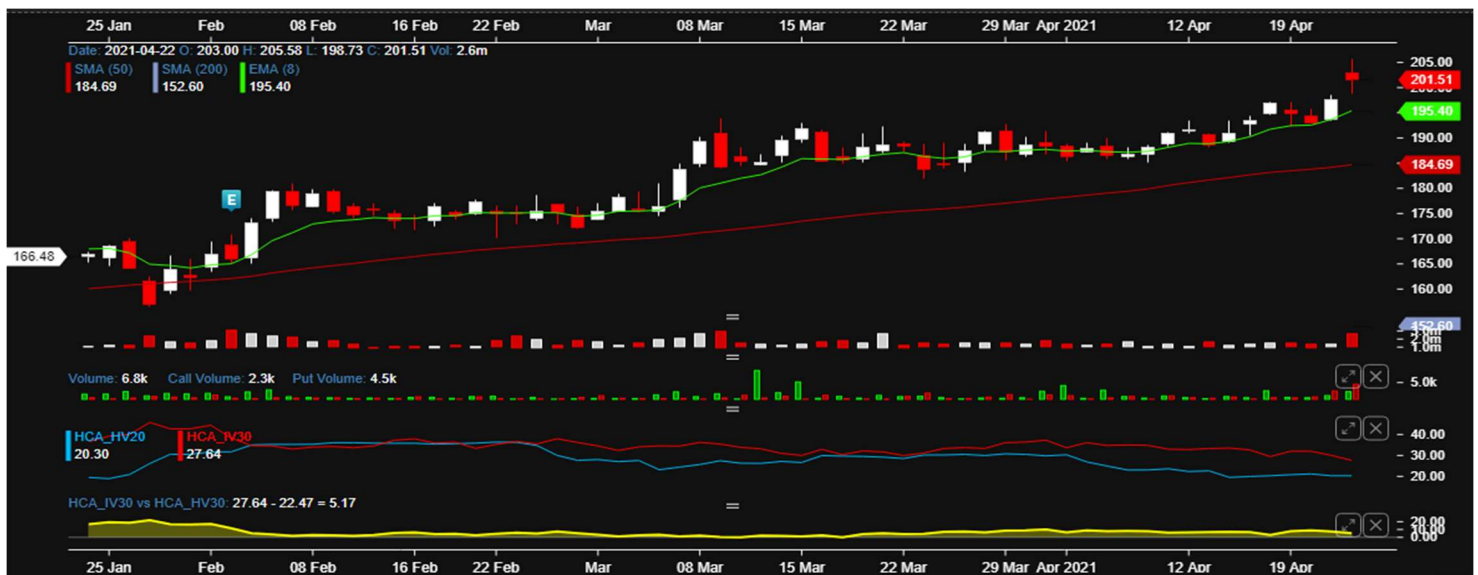 25 Jan Feb 08 Feb 16 Feb 22 Feb Mar 08 Mar 15 Mar 22 Mar 29 Mar Apr 2021 12 Apr 19 Apr
Date: 2021-04-22 O: 203.00 H: 205.58 L: 198.73 C: 201.51 Vol: 2.6m
SMA (50) SMA (200) EMA (8)
184.69 152.60 195.40
205.00
201.51
195.40
190.00
E
184.69
180.00
175.00
170.00
166.48
165.00
160.00
152.60
2.0m
1.0m
Volume: 6.8k Call Volume: 2.3k Put Volume: 4.5k
5.0k
HCA_HV20 HCA_IV30
20.30 27.64
40.00
30.00
20.00
HCA_IV30 vs HCA_HV30: 27.64 - 22.47 = 5.17
20.00
10.00
0.00
25 Jan Feb 08 Feb 16 Feb 22 Feb Mar 08 Mar 15 Mar 22 Mar 29 Mar Apr 2021 12 Apr 19 Apr